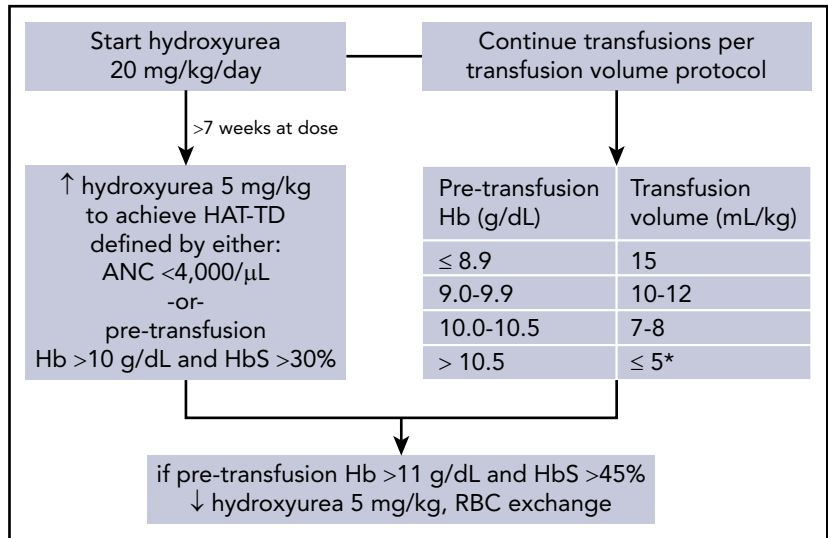 Start hydroxyurea
20 mg/kg/day
Continue transfusions per
transfusion volume protocol
>7 weeks at dose
↑ hydroxyurea 5 mg/kg
to achieve HAT-TD
defined by either:
ANC <4,000/μL
-or-
pre-transfusion
Hb >10 g/dL and HbS >30%
Pre-transfusion Transfusion
Hb (g/dL) volume (mL/kg)
≤ 8.9 15
9.0-9.9 10-12
10.0-10.5 7-8
> 10.5 ≤ 5*
if pre-transfusion Hb >11 g/dL and HbS >45%
↓ hydroxyurea 5 mg/kg, RBC exchange